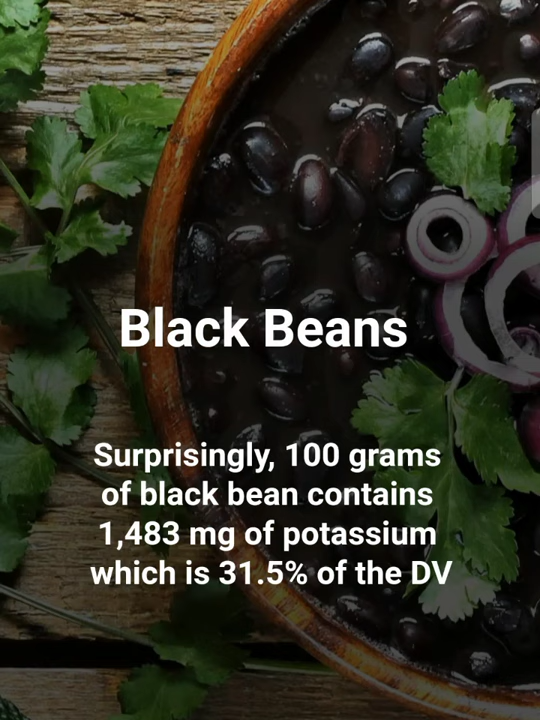 Black Beans
Surprisingly, 100 grams
of black bean contains
1,483 mg of potassium
which is 31.5% of the DV